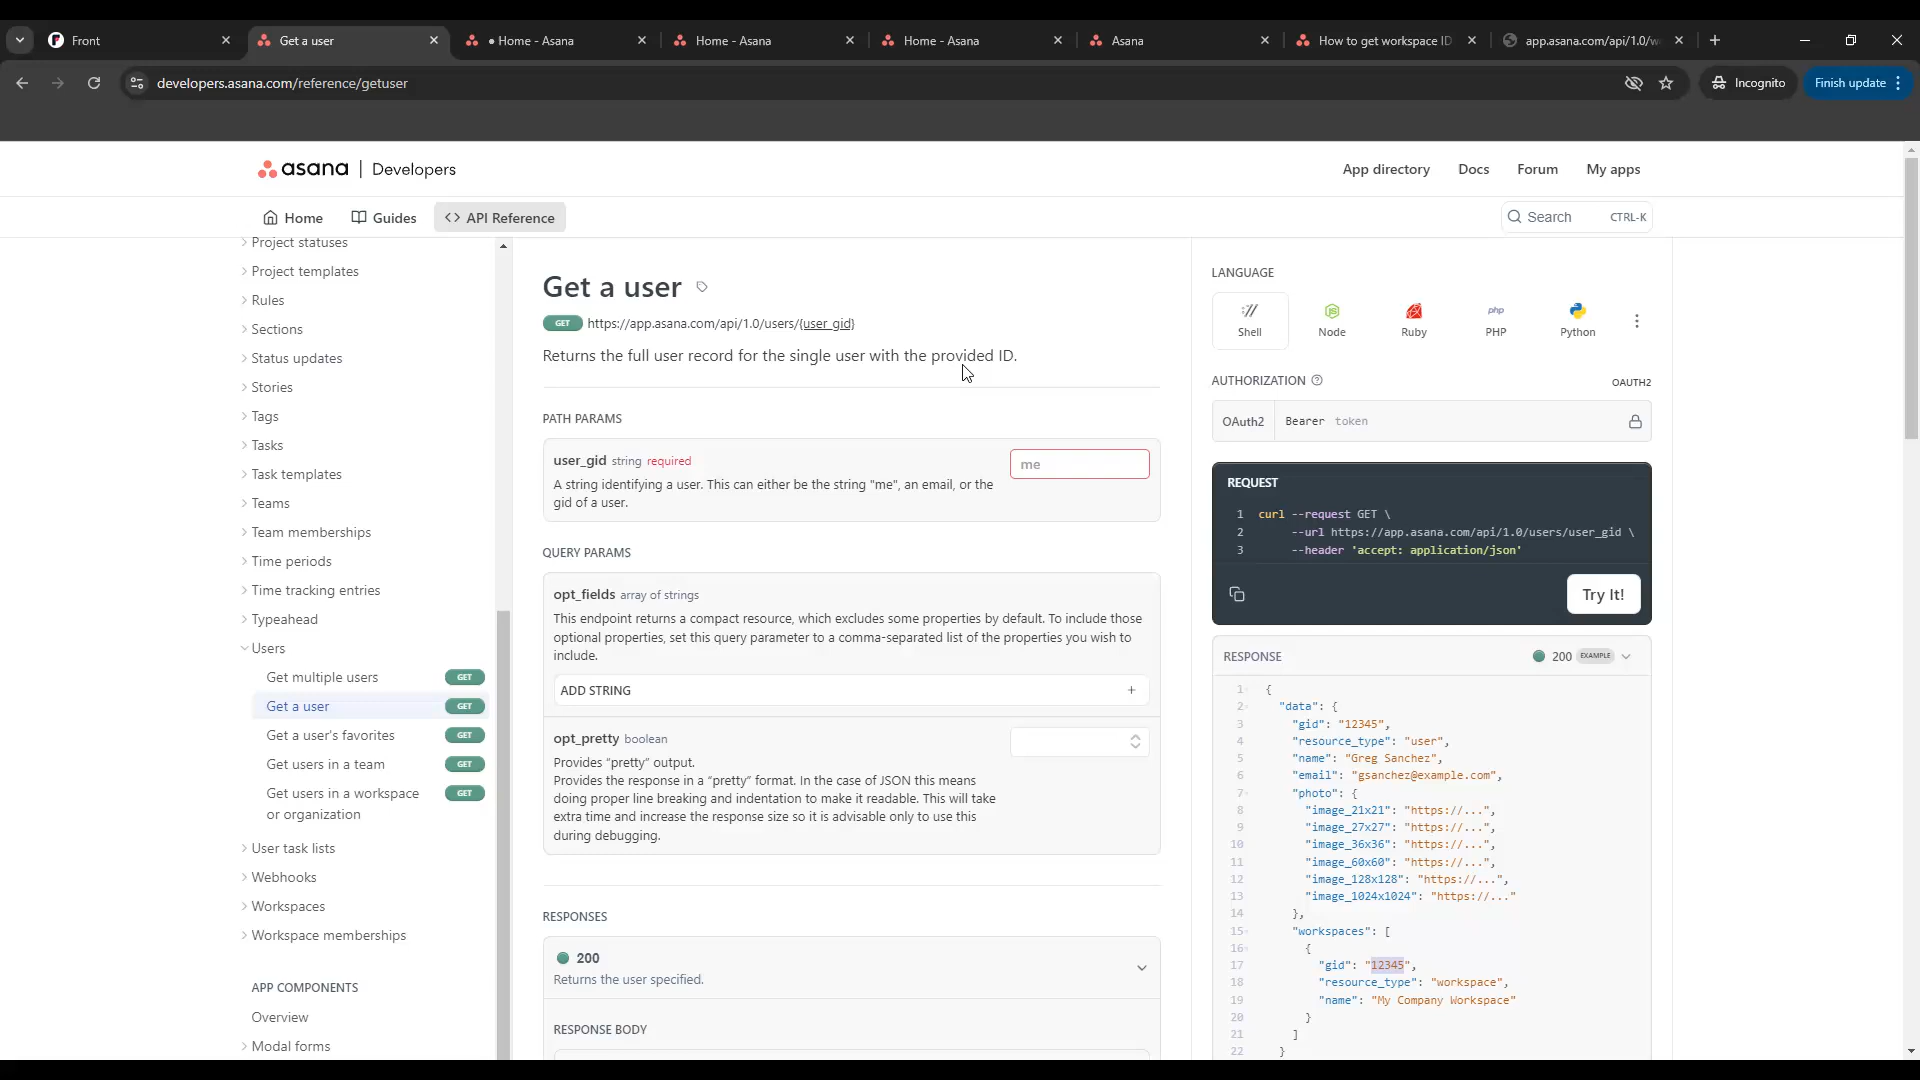 Front
Get a user
• Home - Asana
Home - Asana
Home - Asana
Asana
How to get workspace ID
app.asana.com/api/1.0/w
developers.asana.com/reference/getuser
Incognito
Finish update
asana | Developers
App directory
Docs
Forum
My apps
Home
Guides
<> API Reference
Search CTRL-K
Project statuses
Project templates
Rules
Sections
Status updates
Stories
Tags
Tasks
Task templates
Teams
Team memberships
Time periods
Time tracking entries
Typeahead
Users
Get multiple users GET
Get a user GET
Get a user's favorites GET
Get users in a team GET
Get users in a workspace GET
or organization
User task lists
Webhooks
Workspaces
Workspace memberships
APP COMPONENTS
Overview
Modal forms
Get a user
GET https://app.asana.com/api/1.0/users/{user_gid}
Returns the full user record for the single user with the provided ID.
PATH PARAMS
user_gid string required
me
A string identifying a user. This can either be the string "me", an email, or the
gid of a user.
QUERY PARAMS
opt_fields array of strings
This endpoint returns a compact resource, which excludes some properties by default. To include those
optional properties, set this query parameter to a comma-separated list of the properties you wish to
include.
ADD STRING +
opt_pretty boolean
Provides “pretty” output.
Provides the response in a “pretty” format. In the case of JSON this means
doing proper line breaking and indentation to make it readable. This will take
extra time and increase the response size so it is advisable only to use this
during debugging.
RESPONSES
200
Returns the user specified.
RESPONSE BODY
LANGUAGE
Shell
Node
Ruby
php
PHP
Python
AUTHORIZATION
OAUTH2
OAuth2 Bearer token
REQUEST
1 curl --request GET \
2 --url https://app.asana.com/api/1.0/users/user_gid \
3 --header 'accept: application/json'
Try It!
RESPONSE
200 EXAMPLE
1 {
2 "data": {
3 "gid": "12345",
4 "resource_type": "user",
5 "name": "Greg Sanchez",
6 "email": "gsanchez@example.com",
7 "photo": {
8 "image_21x21": "https://...",
9 "image_27x27": "https://...",
10 "image_36x36": "https://...",
11 "image_60x60": "https://...",
12 "image_128x128": "https://...",
13 "image_1024x1024": "https://..."
14 },
15 "workspaces": [
16 {
17 "gid": "12345",
18 "resource_type": "workspace",
19 "name": "My Company Workspace"
20 }
21 ]
22 }